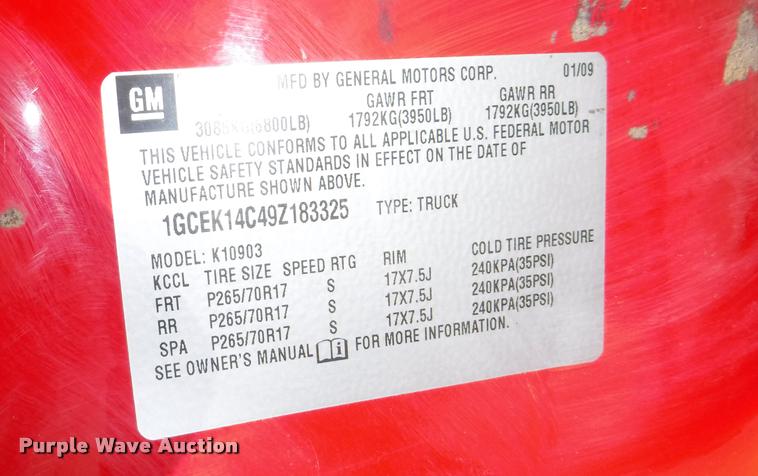 GM
MFD BY GENERAL MOTORS CORP. 01/09
GAWR FRT GAWR RR
3085KG(6800LB) 1792KG(3950LB) 1792KG(3950LB)
THIS VEHICLE CONFORMS TO ALL APPLICABLE U.S. FEDERAL MOTOR
VEHICLE SAFETY STANDARDS IN EFFECT ON THE DATE OF
MANUFACTURE SHOWN ABOVE.
1GCEK14C49Z183325 TYPE: TRUCK
MODEL: K10903
KCCL TIRE SIZE SPEED RTG RIM COLD TIRE PRESSURE
FRT P265/70R17 S 17X7.5J 240KPA(35PSI)
RR P265/70R17 S 17X7.5J 240KPA(35PSI)
SPA P265/70R17 S 17X7.5J 240KPA(35PSI)
SEE OWNER'S MANUAL i FOR MORE INFORMATION.
Purple Wave Auction